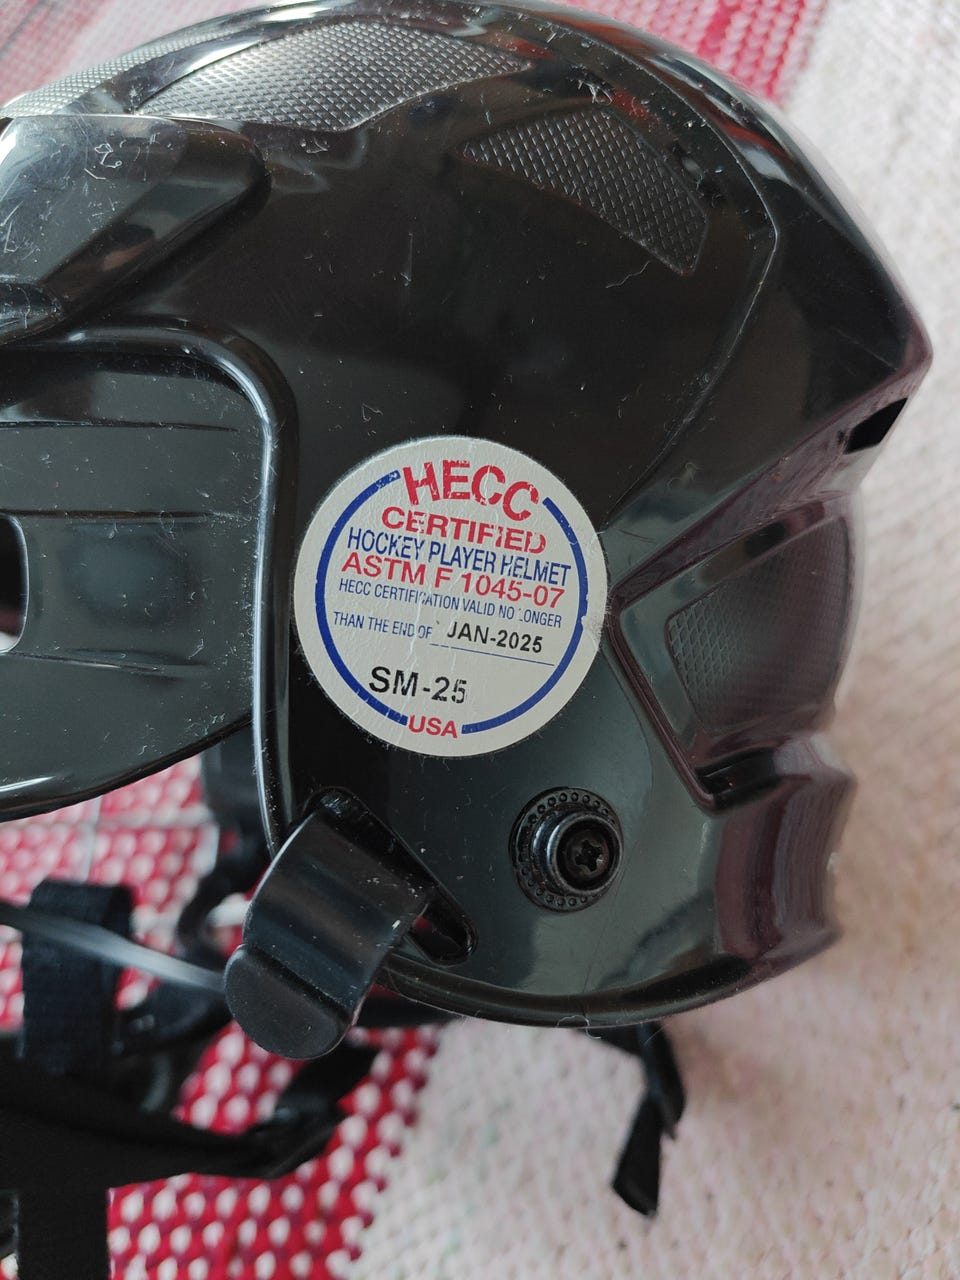 HECC
CERTIFIED
HOCKEY PLAYER HELMET
ASTM F 1045-07
HECC CERTIFICATION VALID NO LONGER
THAN THE END OF JAN-2025
SM-25
USA